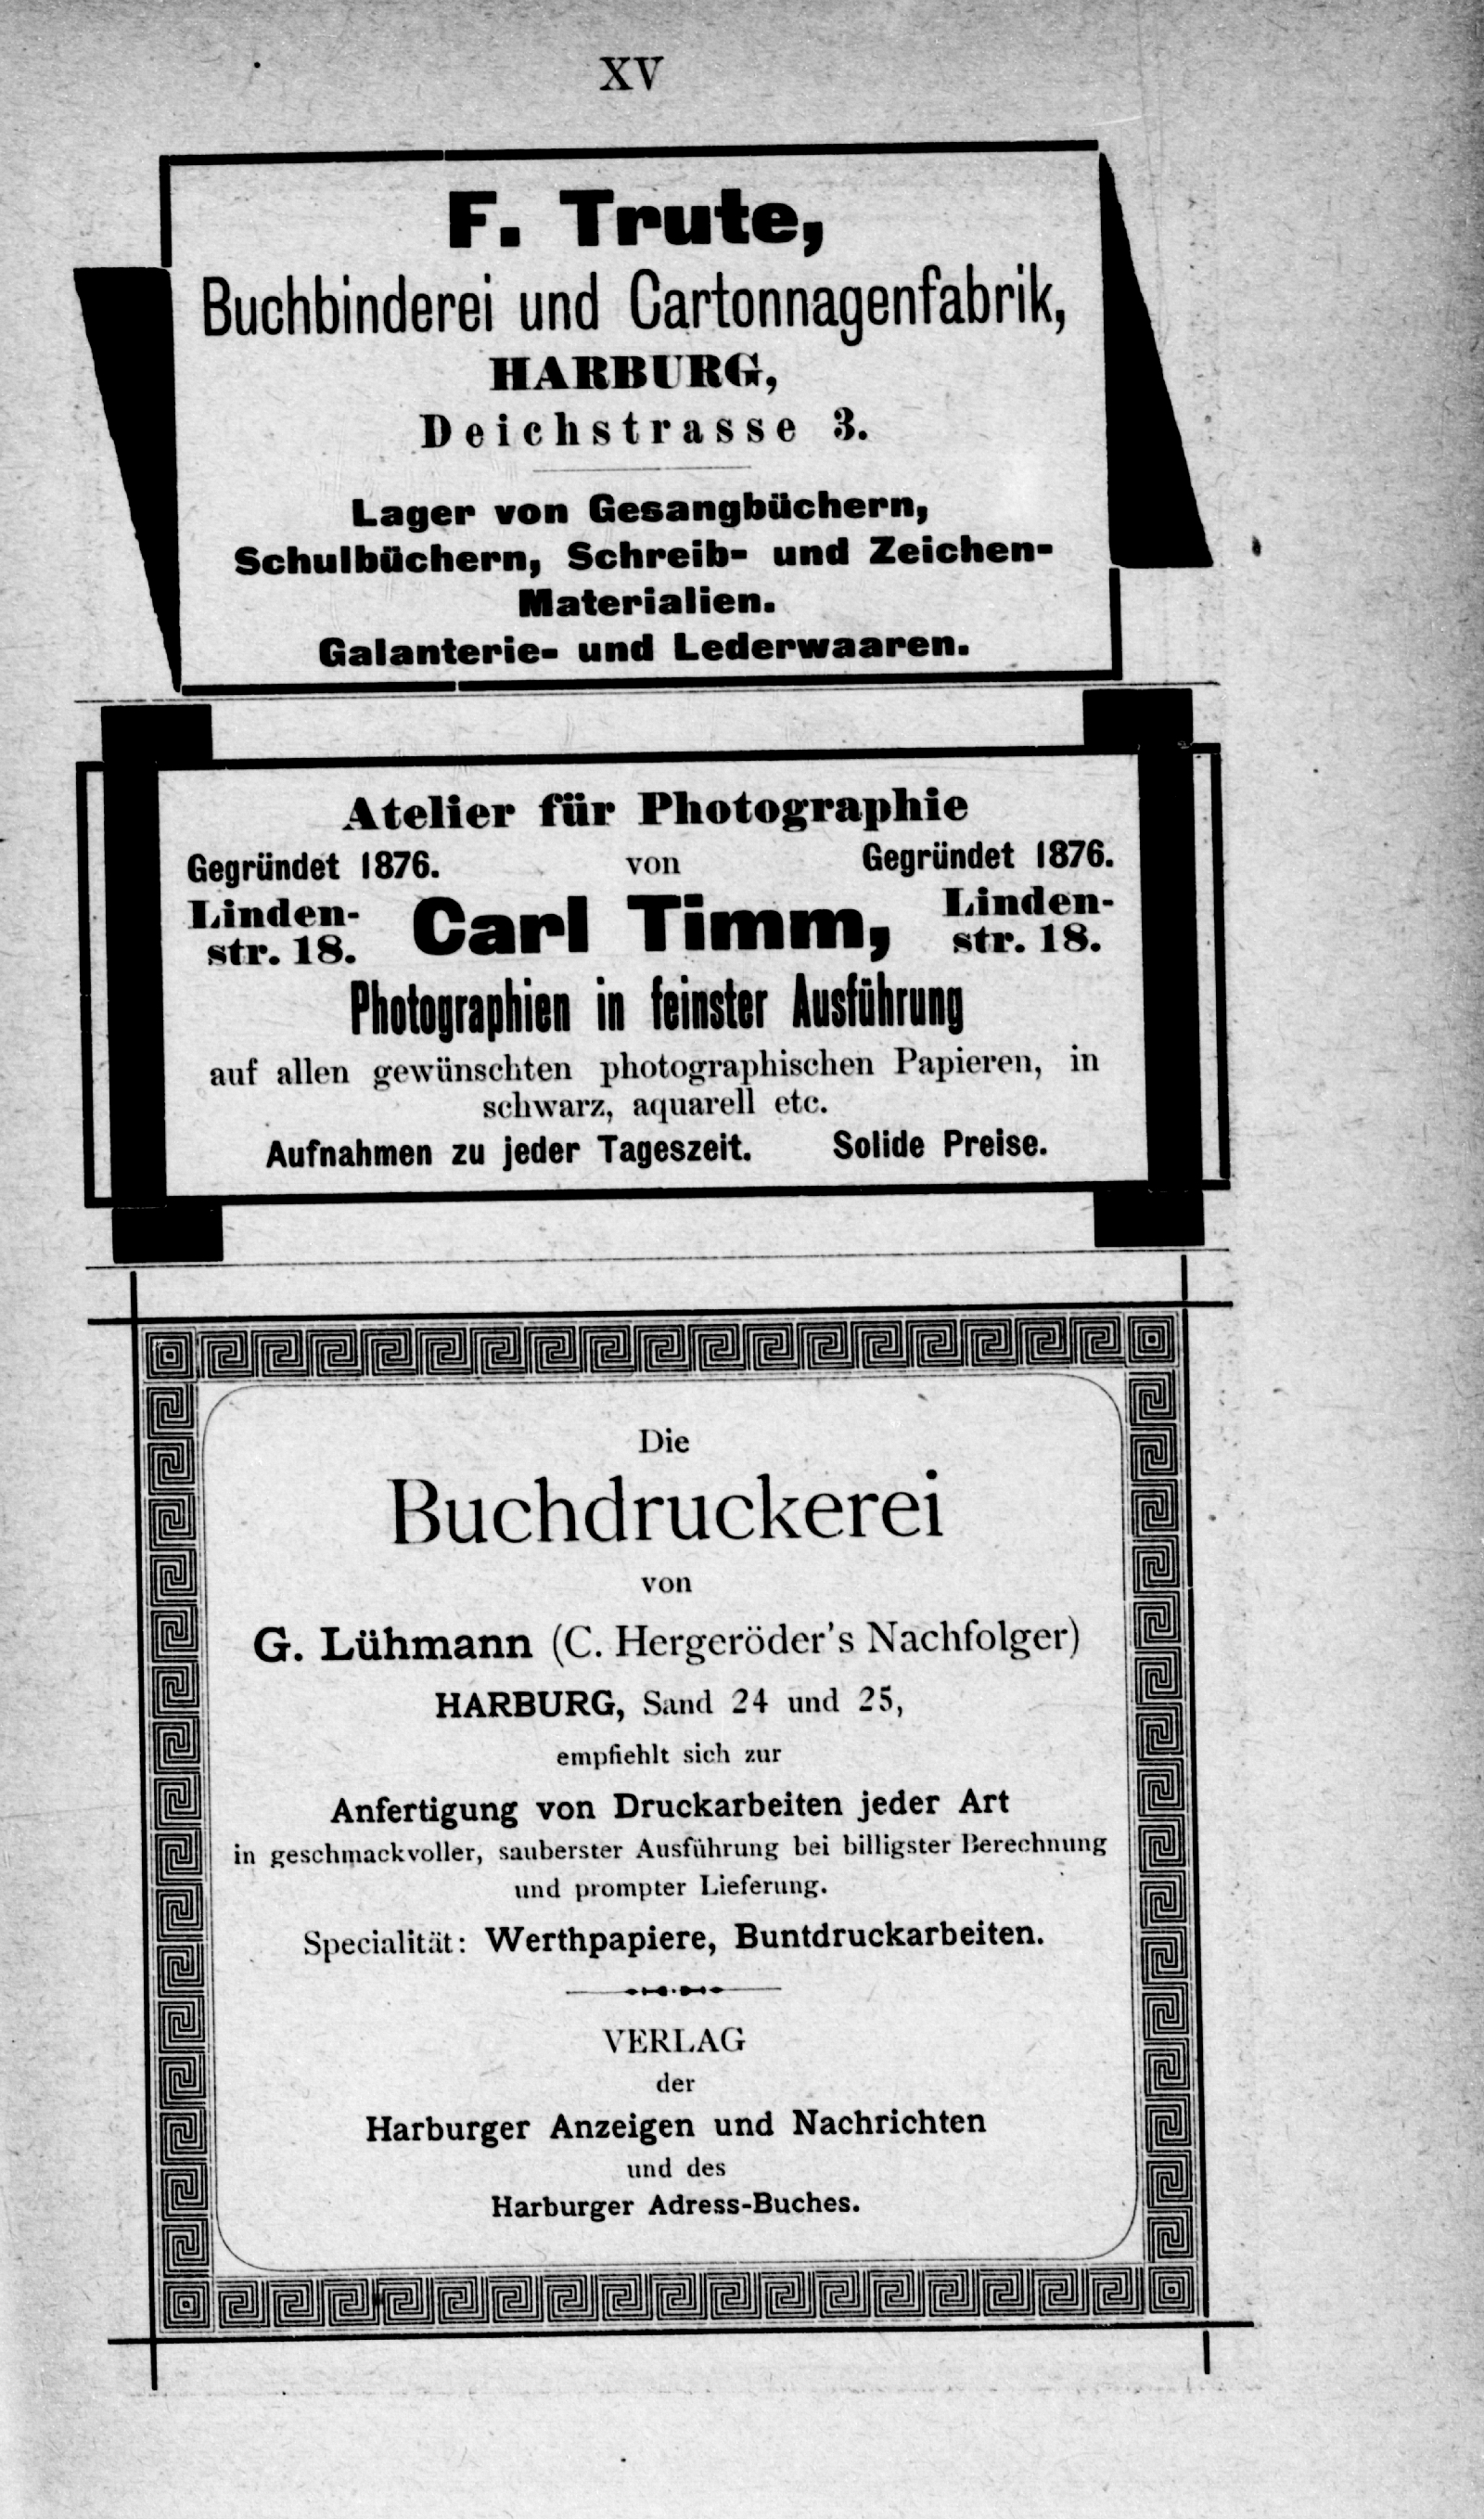 XV
F. Trute,
Buchbinderei und Cartonnagenfabrik,
HARBURG,
Deichstrasse 3.
Lager von Gesangbüchern,
Schulbüchern, Schreib- und Zeichen-
Materialien.
Galanterie- und Lederwaaren.
Atelier für Photographie
Gegründet 1876. von Gegründet 1876.
Linden-
str. 18.
Carl Timm,
Linden-
str. 18.
Photographien in feinster Ausführung
auf allen gewünschten photographischen Papieren, in
schwarz, aquarell etc.
Aufnahmen zu jeder Tageszeit. Solide Preise.
Die
Buchdruckerei
von
G. Lühmann (C. Hergeröder's Nachfolger)
HARBURG, Sand 24 und 25,
empfiehlt sich zur
Anfertigung von Druckarbeiten jeder Art
in geschmackvoller, sauberster Ausführung bei billigster Berechnung
und prompter Lieferung.
Specialität: Werthpapiere, Buntdruckarbeiten.
VERLAG
der
Harburger Anzeigen und Nachrichten
und des
Harburger Adress-Buches.